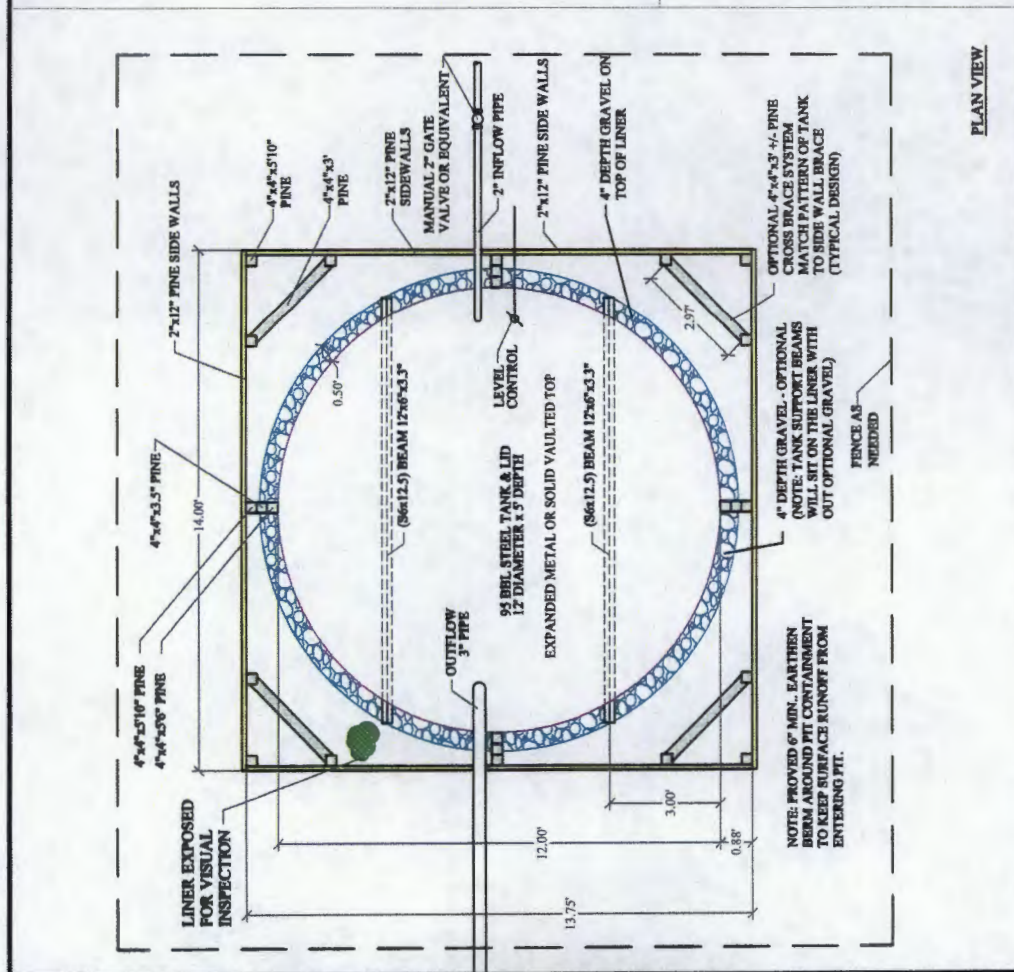 PLAN VIEW
2"x12" PINE SIDE WALLS
4"x4"x5'10"
PINE
4"x4"x3'
PINE
2"x12" PINE
SIDEWALLS
MANUAL 2" GATE
VALVE OR EQUIVALENT
2" INFLOW PIPE
2"x12" PINE SIDE WALLS
4" DEPTH GRAVEL ON
TOP OF LINER
OPTIONAL 4"x4"x3' +/- PINE
CROSS BRACE SYSTEM
MATCH PATTERN OF TANK
TO SIDE WALL BRACE
(TYPICAL DESIGN)
4"x4"x3.5" PINE
14.00'
0.50'
(S6x12.5) BEAM 12"x6"x3.3"
LEVEL
CONTROL
95 BBL STEEL TANK & LID
12' DIAMETER x 5' DEPTH
EXPANDED METAL OR SOLID VAULTED TOP
(S6x12.5) BEAM 12"x6"x3.3"
2.97'
4" DEPTH GRAVEL - OPTIONAL
(NOTE: TANK SUPPORT BEAMS
WILL SIT ON THE LINER WITH
OUT OPTIONAL GRAVEL)
FENCE AS
NEEDED
4"x4"x5'10" PINE
4"x4"x5'6" PINE
OUTFLOW
3" PIPE
LINER EXPOSED
FOR VISUAL
INSPECTION
12.00'
3.00'
0.88'
13.75'
NOTE: PROVED 6" MIN.. EARTHEN
BERM AROUND PIT CONTAINMENT
TO KEEP SURFACE RUNOFF FROM
ENTERING PIT.